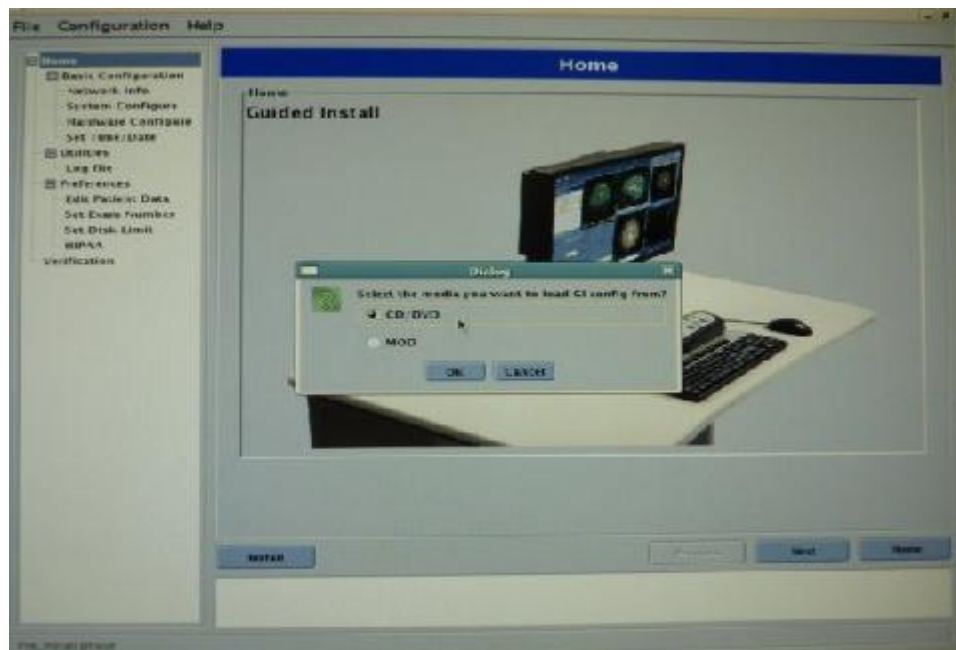 File Configuration Help
Home
Basic Configuration
Network Info
System Configure
Hardware Configure
Set Time/Date
Utilities
Log File
Preferences
Edit Patient Data
Set Exam Number
Set Disk Limit
HIPAA
Verification
Home
Home
Guided Install
Dialog
Select the media you want to load GI config from?
CD/DVD
MOD
OK Cancel
Install Next Home